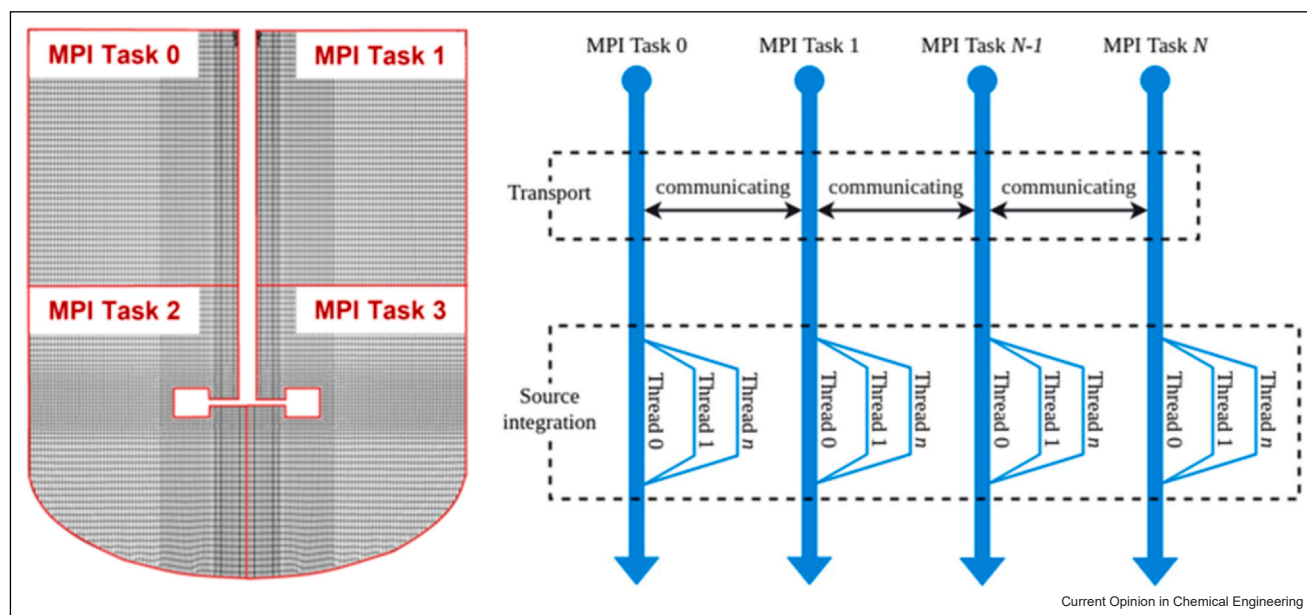 MPI Task 0
MPI Task 1
MPI Task 2
MPI Task 3
MPI Task 0
MPI Task 1
MPI Task N-1
MPI Task N
Transport
communicating
communicating
communicating
Source
integration
Thread 0
Thread 1
Thread n
Thread 0
Thread 1
Thread n
Thread 0
Thread 1
Thread n
Thread 0
Thread 1
Thread n
Current Opinion in Chemical Engineering